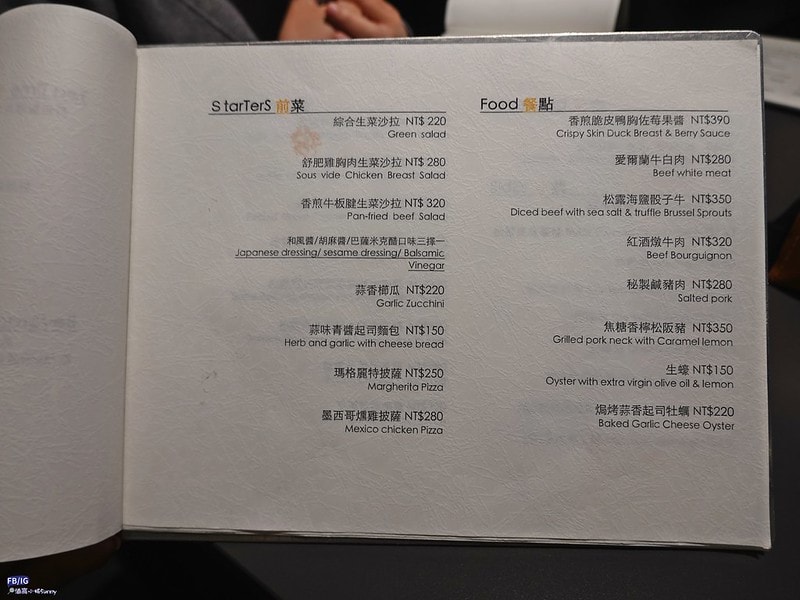 StarTerS 前菜
綜合生菜沙拉 NT$ 220
Green salad
舒肥雞胸肉生菜沙拉 NT$ 280
Sous vide Chicken Breast Salad
香煎牛板腱生菜沙拉 NT$ 320
Pan-fried beef Salad
和風醬/胡麻醬/巴薩米克醋口味三擇一
Japanese dressing/ sesame dressing/ Balsamic
Vinegar
蒜香櫛瓜 NT$220
Garlic Zucchini
蒜味青醬起司麵包 NT$150
Herb and garlic with cheese bread
瑪格麗特披薩 NT$250
Margherita Pizza
墨西哥燻雞披薩 NT$280
Mexico chicken Pizza
Food 餐點
香煎脆皮鴨胸佐莓果醬 NT$390
Crispy Skin Duck Breast & Berry Sauce
愛爾蘭牛白肉 NT$280
Beef white meat
松露海鹽骰子牛 NT$350
Diced beef with sea salt & truffle Brussel Sprouts
紅酒燉牛肉 NT$320
Beef Bourguignon
秘製鹹豬肉 NT$280
Salted pork
焦糖香檸松阪豬 NT$350
Grilled pork neck with Caramel lemon
生蠔 NT$150
Oyster with extra virgin olive oil & lemon
焗烤蒜香起司牡蠣 NT$220
Baked Garlic Cheese Oyster
FB/IG